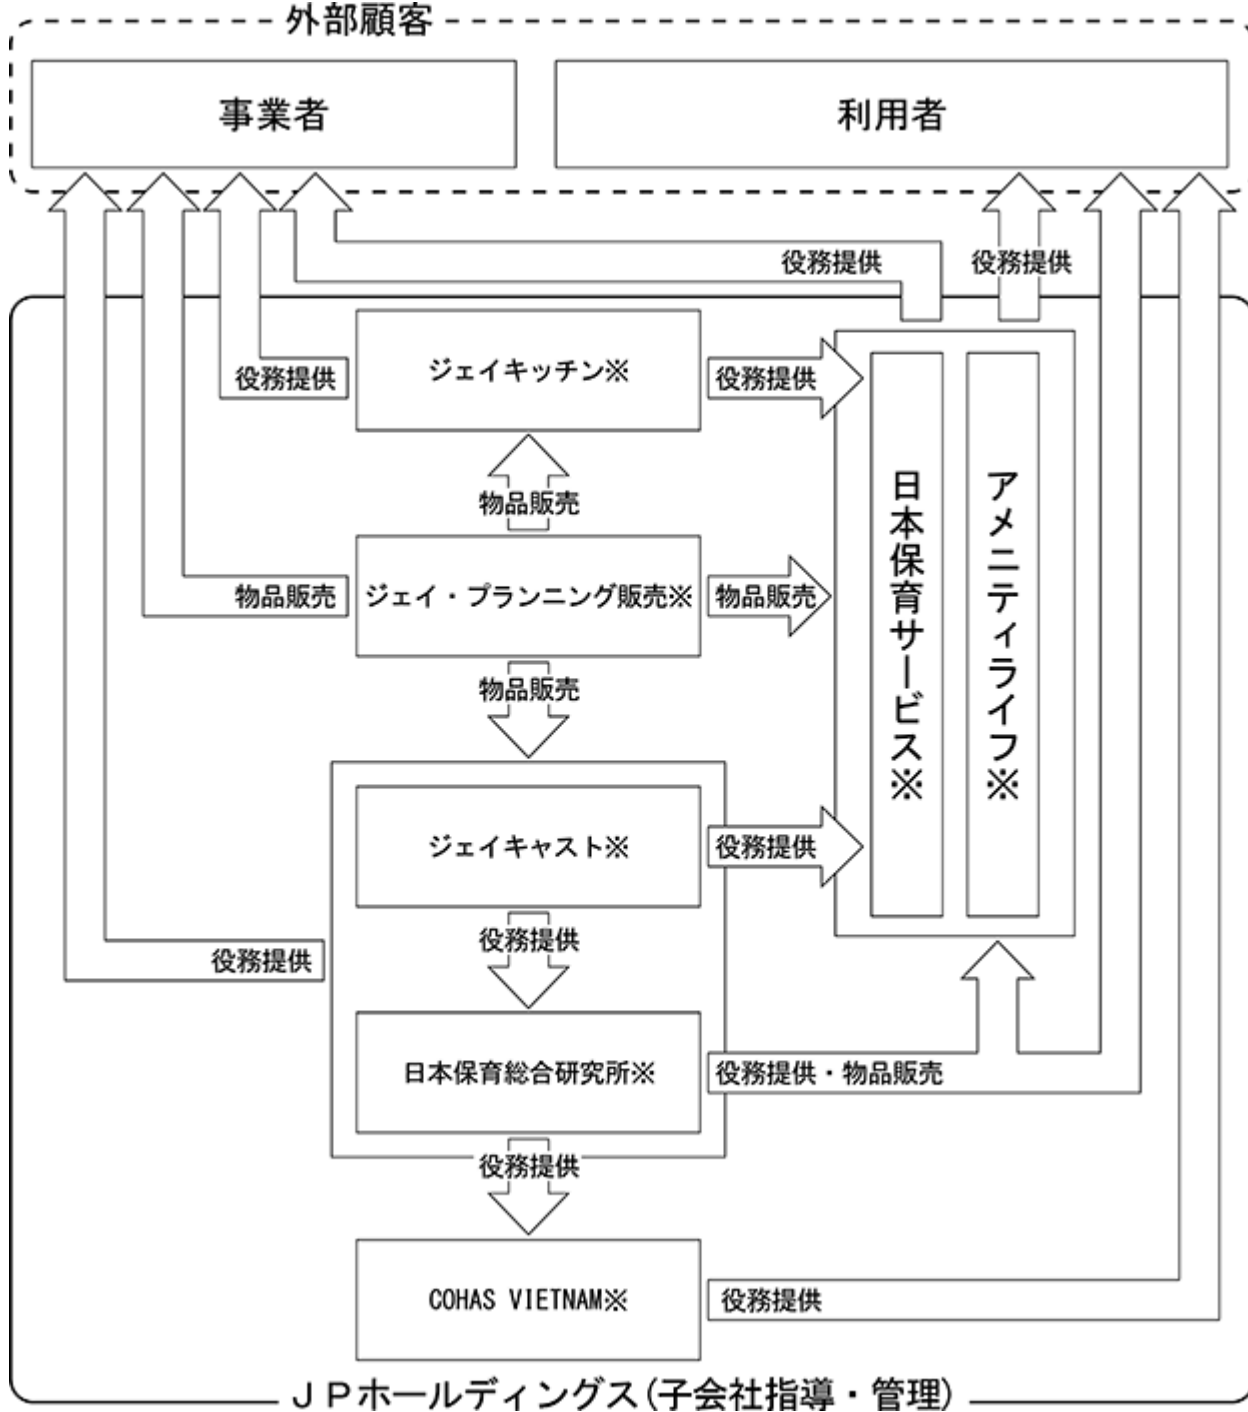 外部顧客
事業者
利用者
役務提供
役務提供
ジェイキッチン※
役務提供
役務提供
物品販売
ジェイ・プランニング販売※
物品販売
物品販売
物品販売
日本保育サービス※
アメニティライフ※
ジェイキャスト※
役務提供
役務提供
役務提供
日本保育総合研究所※
役務提供・物品販売
役務提供
COHAS VIETNAM※
役務提供
JPホールディングス(子会社指導・管理)